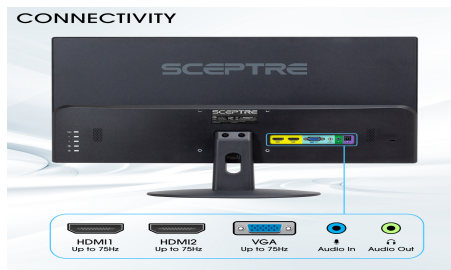 CONNECTIVITY
SCEPTRE
SCEPTRE
HDMI1
Up to 75Hz
HDMI2
Up to 75Hz
VGA
Up to 75Hz
Audio In
Audio Out